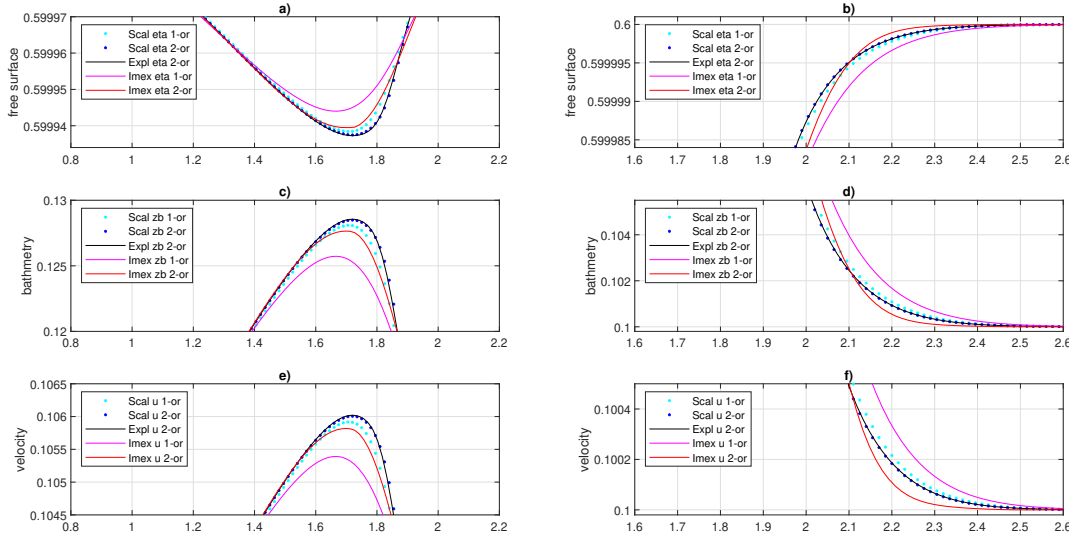 a)
free surface
0.59997
0.59996
0.59995
0.59994
Scal eta 1-or
Scal eta 2-or
Expl eta 2-or
Imex eta 1-or
Imex eta 2-or
0.8 1 1.2 1.4 1.6 1.8 2 2.2
b)
free surface
0.6
0.599995
0.59999
0.599985
Scal eta 1-or
Scal eta 2-or
Expl eta 2-or
Imex eta 1-or
Imex eta 2-or
1.6 1.7 1.8 1.9 2 2.1 2.2 2.3 2.4 2.5 2.6
c)
bathmetry
0.13
0.125
0.12
Scal zb 1-or
Scal zb 2-or
Expl zb 2-or
Imex zb 1-or
Imex zb 2-or
0.8 1 1.2 1.4 1.6 1.8 2 2.2
d)
bathmetry
0.104
0.102
0.1
Scal zb 1-or
Scal zb 2-or
Expl zb 2-or
Imex zb 1-or
Imex zb 2-or
1.6 1.7 1.8 1.9 2 2.1 2.2 2.3 2.4 2.5 2.6
e)
velocity
0.1065
0.106
0.1055
0.105
0.1045
Scal u 1-or
Scal u 2-or
Expl u 2-or
Imex u 1-or
Imex u 2-or
0.8 1 1.2 1.4 1.6 1.8 2 2.2
f)
velocity
0.1004
0.1002
0.1
Scal u 1-or
Scal u 2-or
Expl u 2-or
Imex u 1-or
Imex u 2-or
1.6 1.7 1.8 1.9 2 2.1 2.2 2.3 2.4 2.5 2.6